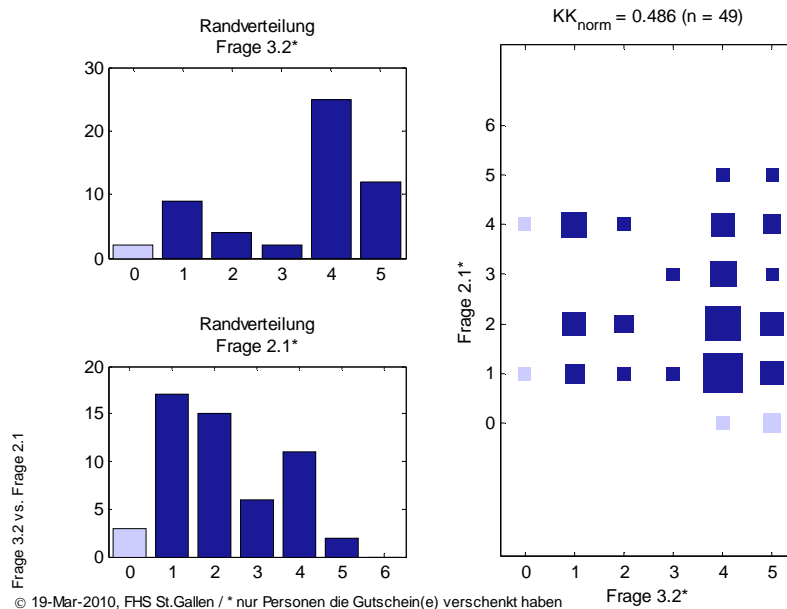 Randverteilung
Frage 3.2*
30
20
10
0
0 1 2 3 4 5
Randverteilung
Frage 2.1*
20
15
10
5
0
0 1 2 3 4 5 6
KKnorm = 0.486 (n = 49)
6
5
4
3
2
1
0
Frage 2.1*
0 1 2 3 4 5
Frage 3.2*
Frage 3.2 vs. Frage 2.1
© 19-Mar-2010, FHS St.Gallen / * nur Personen die Gutschein(e) verschenkt haben